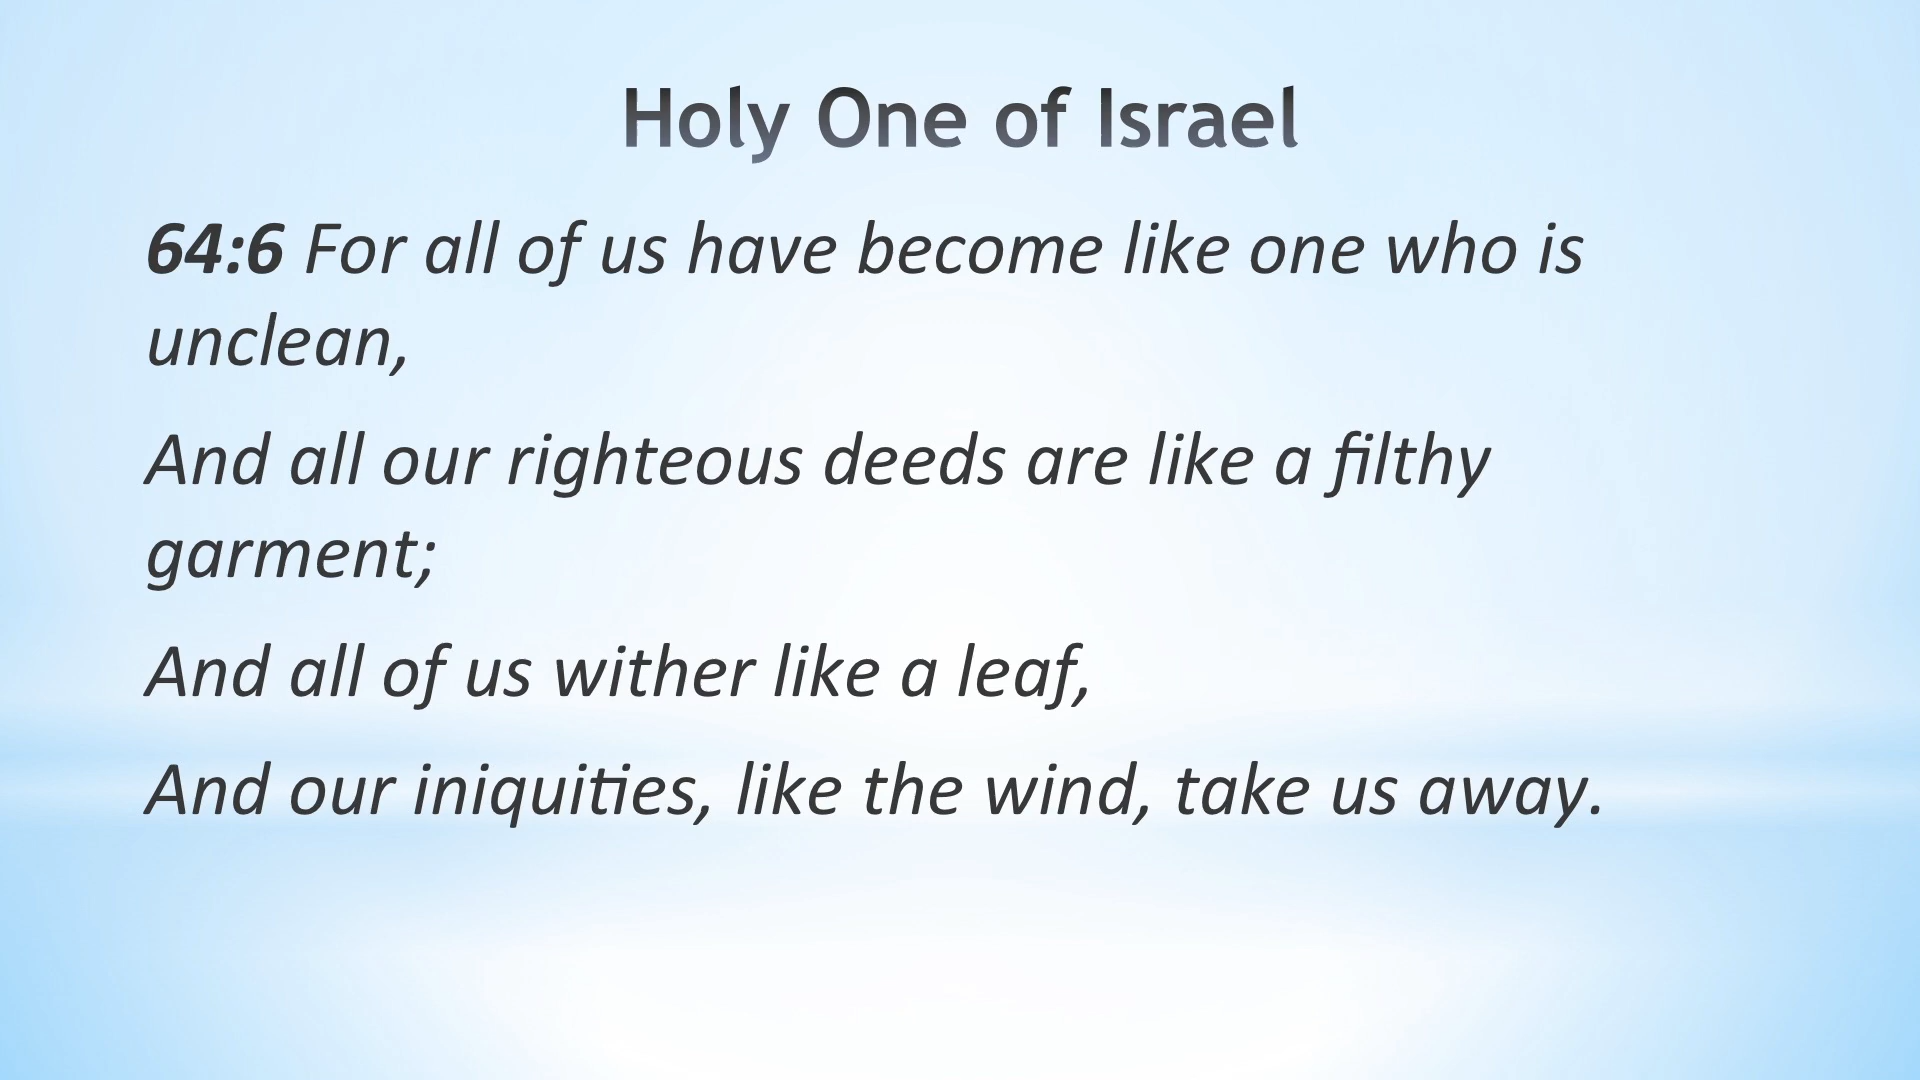 Holy One of Israel
64:6 For all of us have become like one who is
unclean,
And all our righteous deeds are like a filthy
garment;
And all of us wither like a leaf,
And our iniquities, like the wind, take us away.